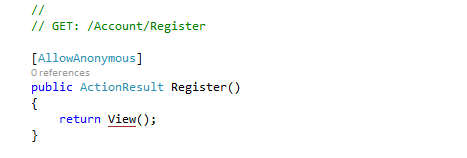 //
// GET: /Account/Register
[AllowAnonymous]
0 references
public ActionResult Register()
{
return View();
}